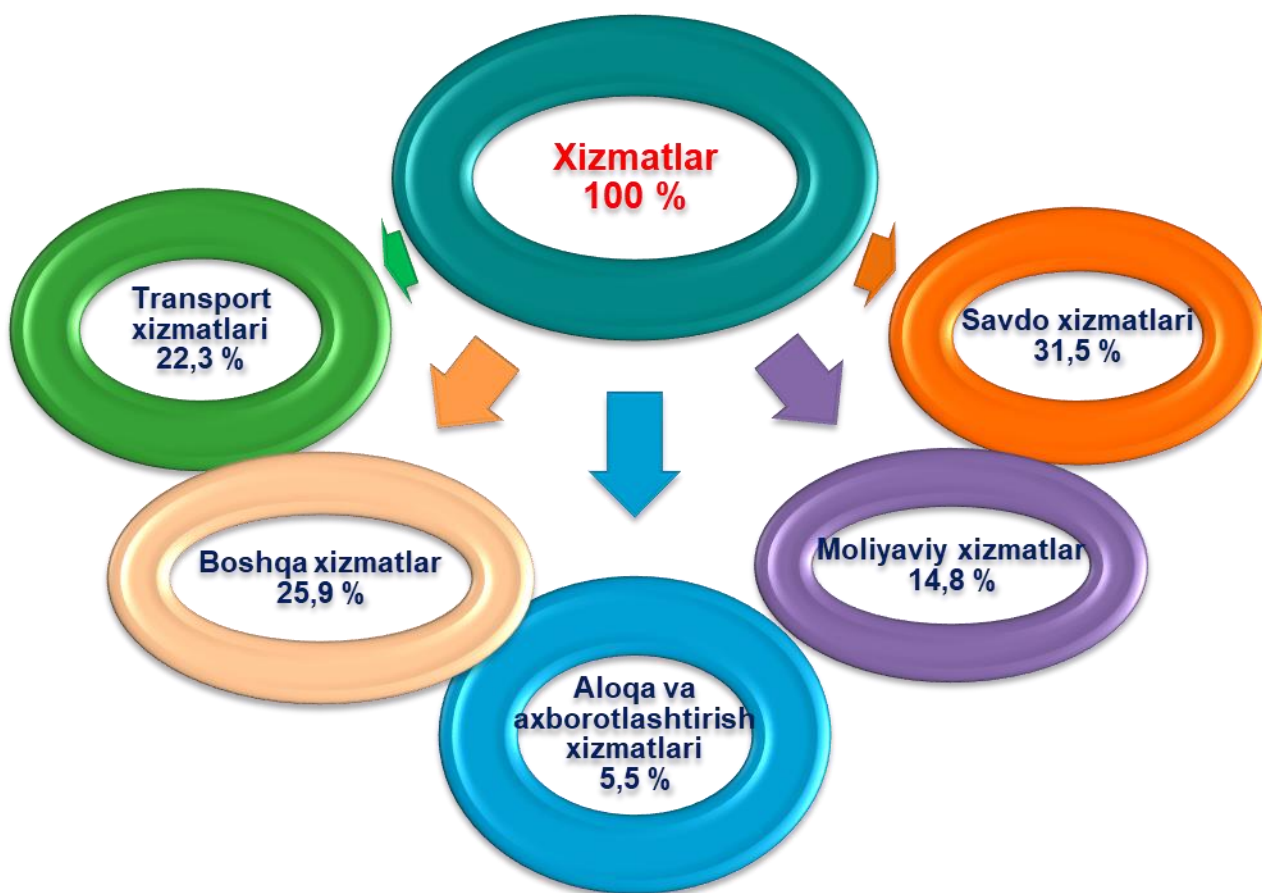 Xizmatlar
100 %
Transport
xizmatlari
22,3 %
Savdo xizmatlari
31,5 %
Boshqa xizmatlar
25,9 %
Moliyaviy xizmatlar
14,8 %
Aloqa va
axborotlashtirish
xizmatlari
5,5 %